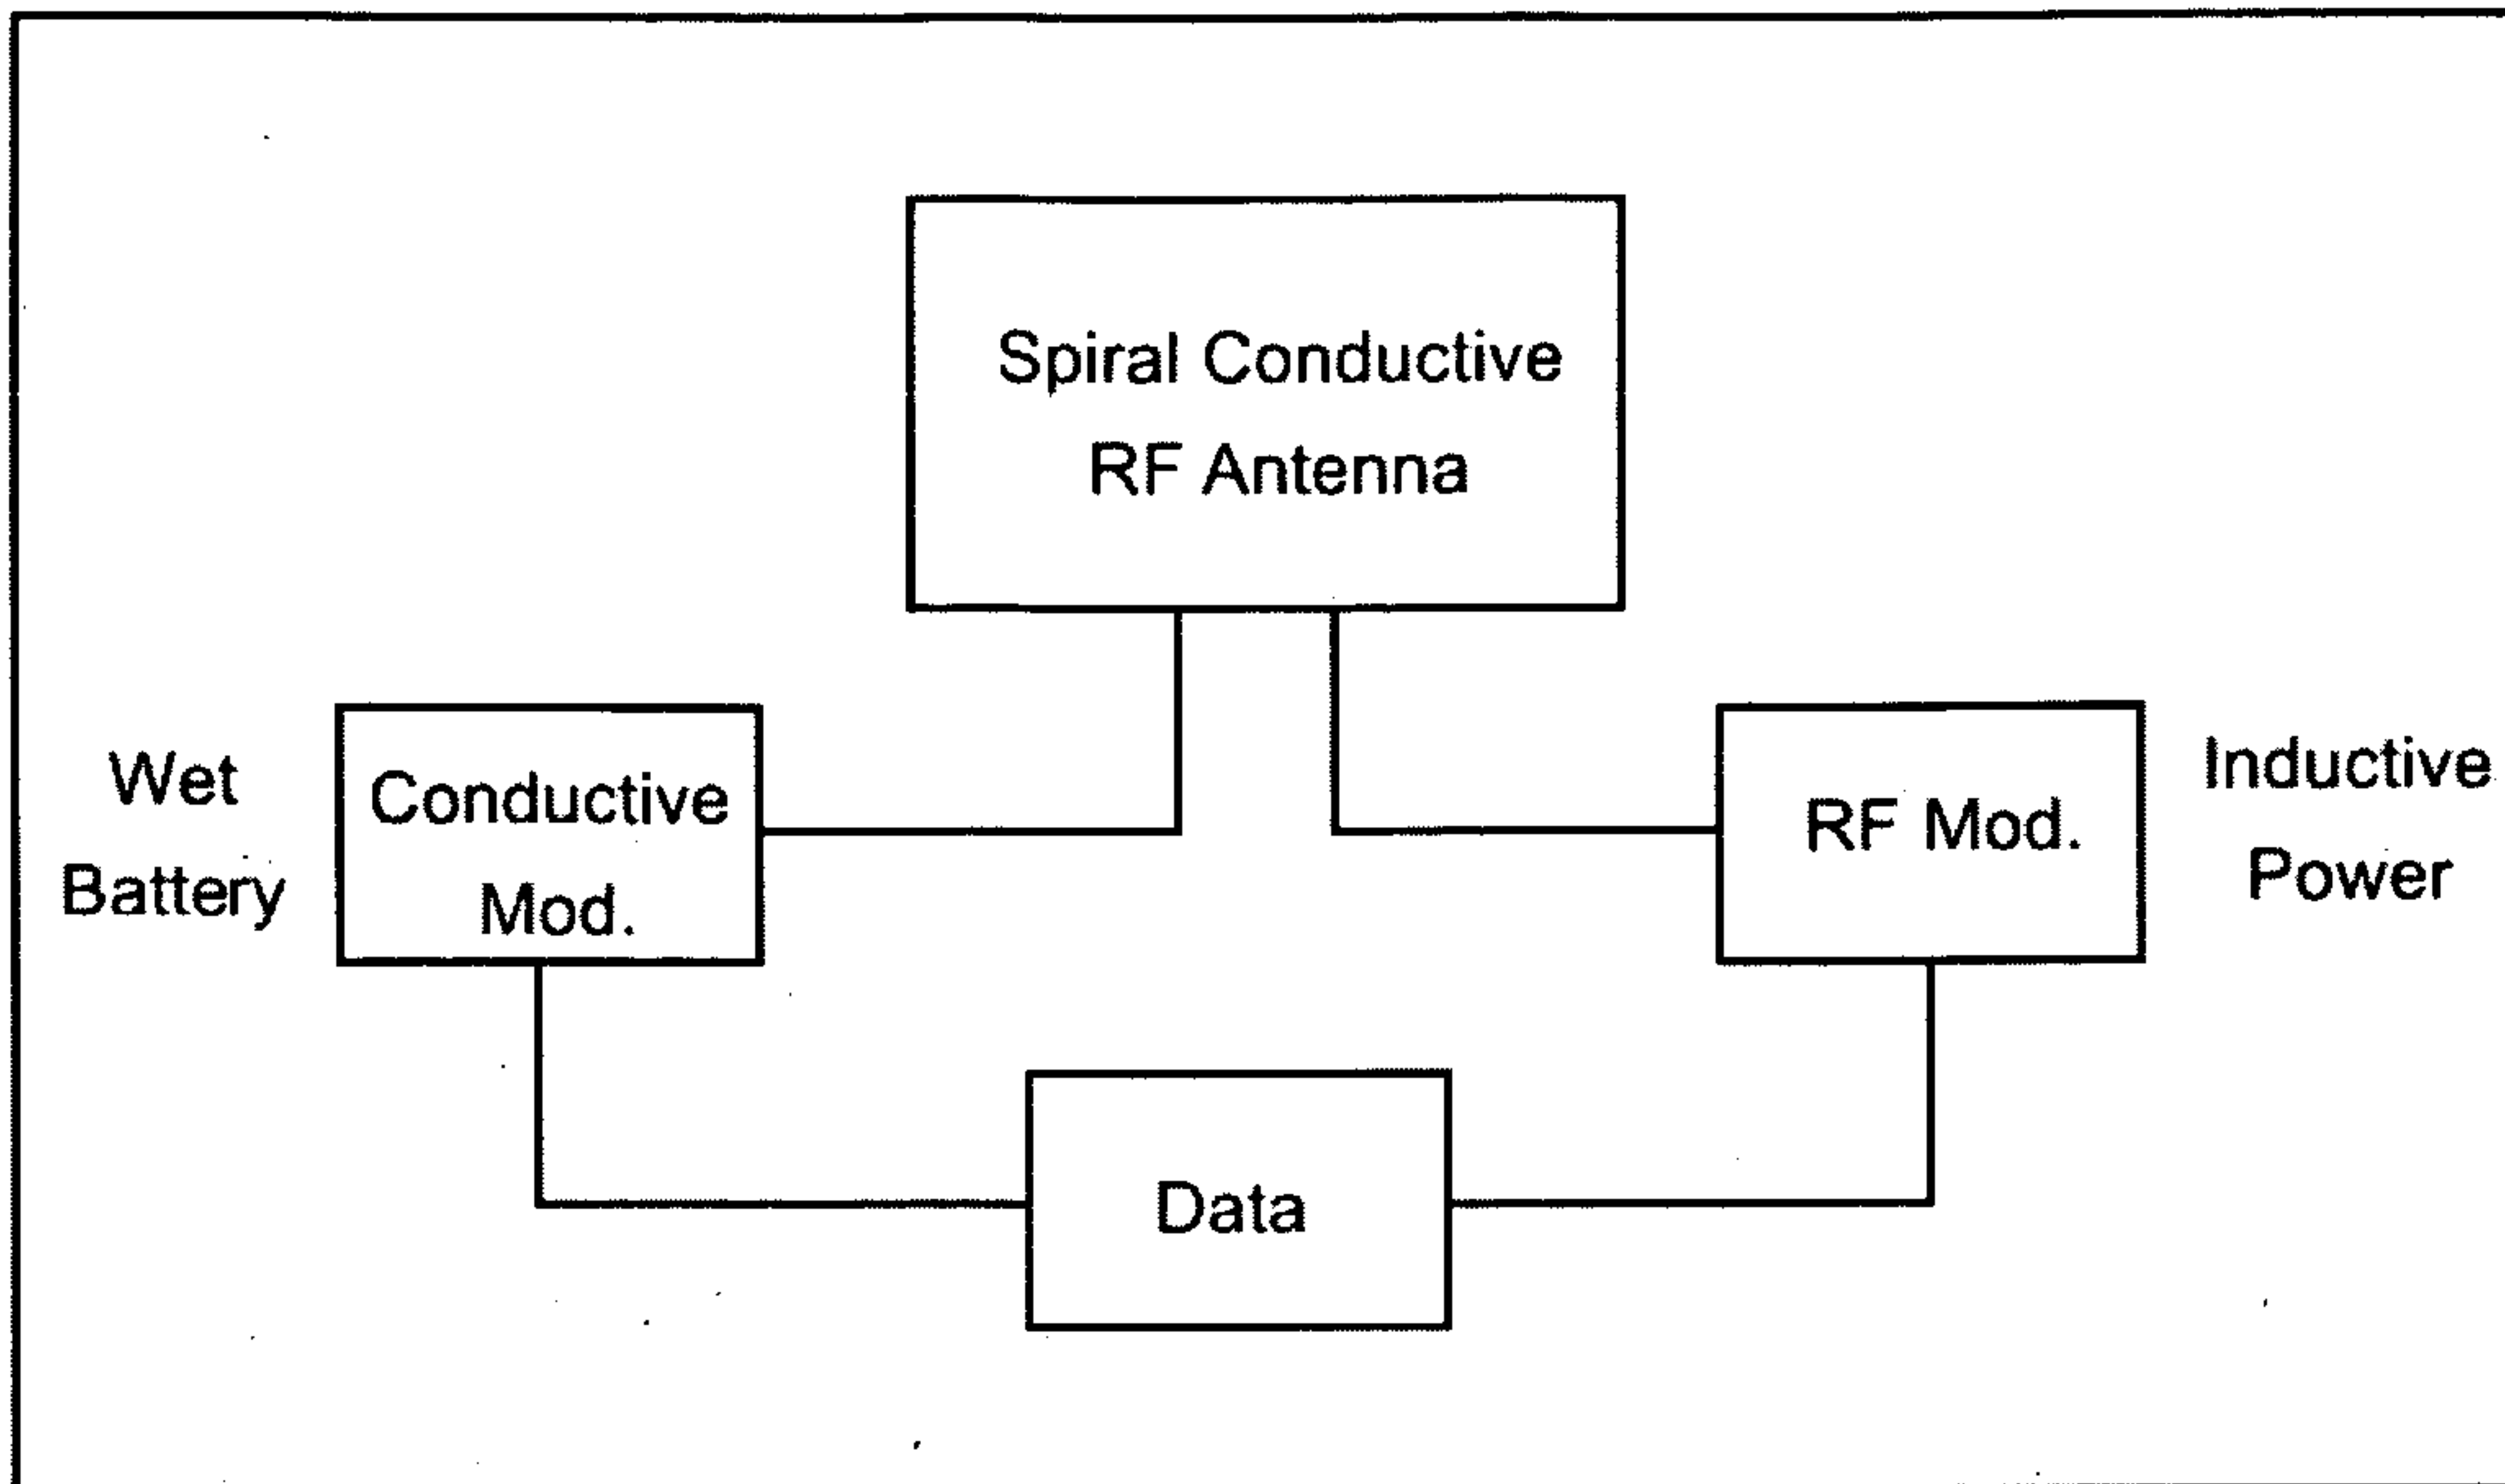 Spiral Conductive
RF Antenna
Wet
Battery
Conductive
Mod.
RF Mod.
Inductive
Power
Data